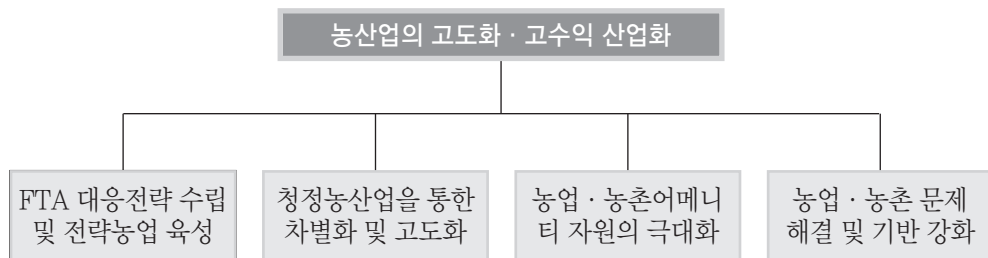 농산업의 고도화 · 고수익 산업화
FTA 대응전략 수립
및 전략농업 육성
청정농산업을 통한
차별화 및 고도화
농업 · 농촌어메니
티 자원의 극대화
농업 · 농촌 문제
해결 및 기반 강화